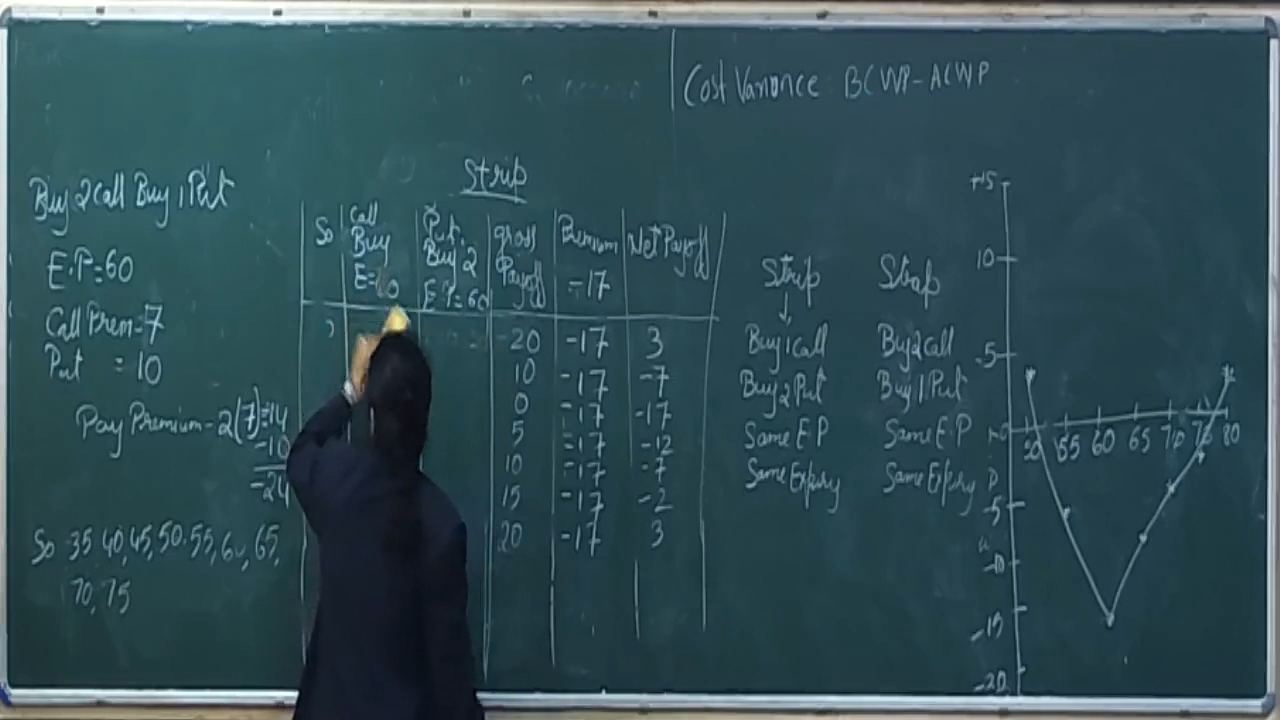 Cost Variance BCWP-ACWP
Buy 2 Call Buy 1 Put
E.P=60
Call Prem=7
Put = 10
Pay Premium - 2(7)=14
-10
-24
So 35 40, 45, 50. 55, 60, 65,
70, 75
Strip
So
Call Buy
Put, Buy 2 E.P=60
gross Payoff
Premium -17
Net Payoff
-20 -17 3
10 -17 -7
0 -17 -17
5 -17 -12
10 -17 -7
15 -17 -2
20 -17 3
Strip Strap
↓
Buy 1 Call Buy 2 Call
Buy 2 Put Buy 1 Put
Same E P Same E.P
Same Expiry Same Expiry
10
-5
50 55 60 65 70 75 80
-5
-10
-15
-20